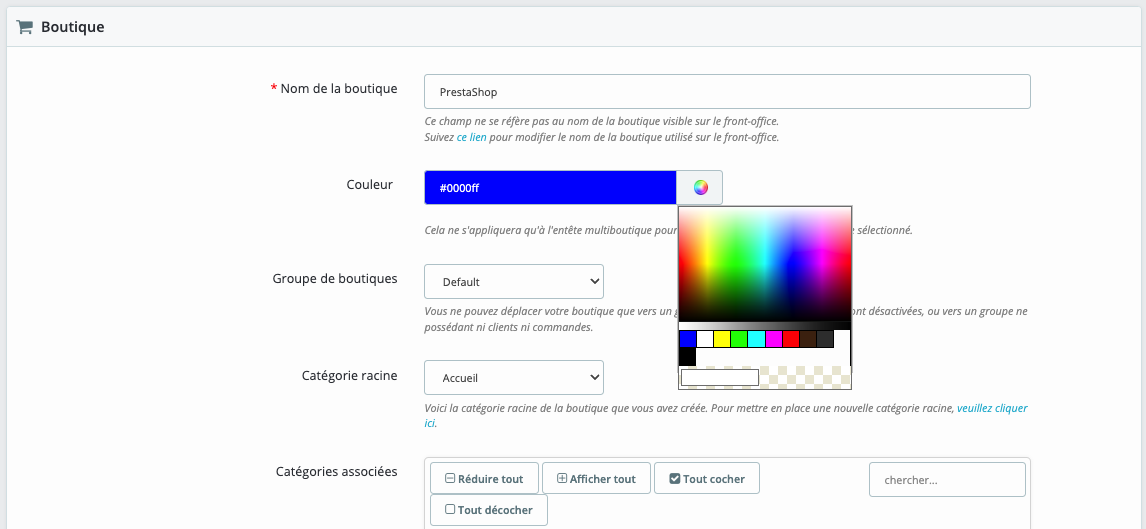 Boutique
* Nom de la boutique
PrestaShop
Ce champ ne se réfère pas au nom de la boutique visible sur le front-office.
Suivez ce lien pour modifier le nom de la boutique utilisé sur le front-office.
Couleur
#0000ff
Cela ne s'appliquera qu'à l'entête multiboutique pour sélectionné.
Groupe de boutiques
Default
Vous ne pouvez déplacer votre boutique que vers un ont désactivées, ou vers un groupe ne
possédant ni clients ni commandes.
Catégorie racine
Accueil
Voici la catégorie racine de la boutique que vous avez créée. Pour mettre en place une nouvelle catégorie racine, veuillez cliquer
ici.
Catégories associées
Réduire tout
Afficher tout
Tout cocher
chercher...
Tout décocher